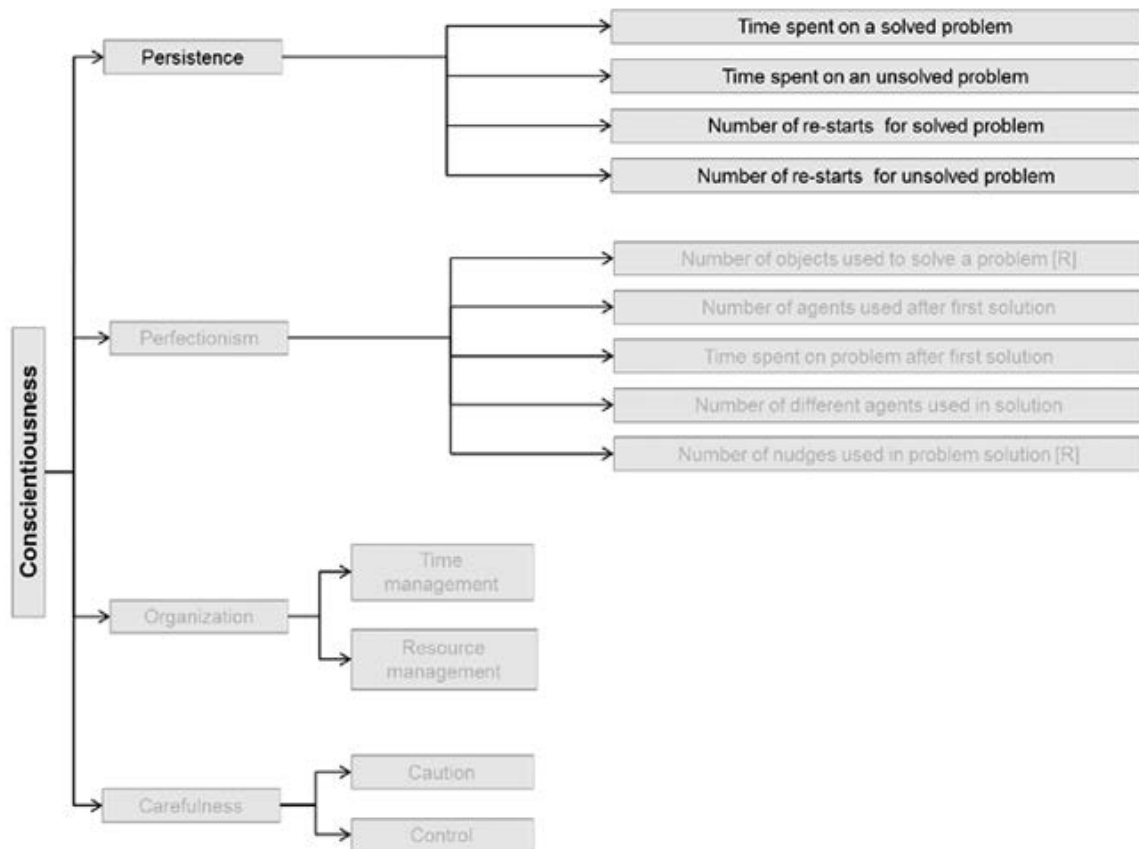 Conscientiousness
Persistence
Time spent on a solved problem
Time spent on an unsolved problem
Number of re-starts for solved problem
Number of re-starts for unsolved problem
Perfectionism
Number of objects used to solve a problem [R]
Number of agents used after first solution
Time spent on problem after first solution
Number of different agents used in solution
Number of nudges used in problem solution [R]
Organization
Time
management
Resource
management
Carefulness
Caution
Control